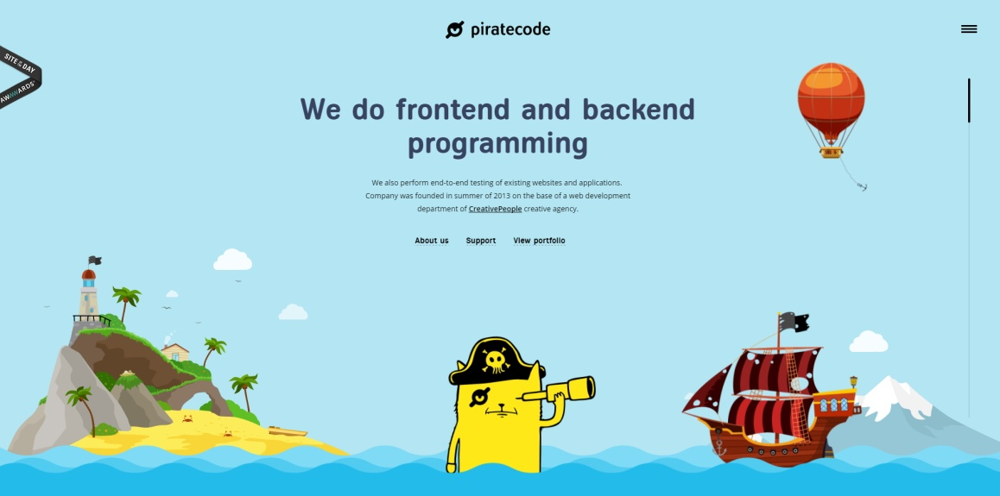 piratecode
SITE OF THE DAY
AWWWARDS
We do frontend and backend
programming
We also perform end-to-end testing of existing websites and applications.
Company was founded in summer of 2013 on the base of a web development
department of CreativePeople creative agency.
About us Support View portfolio